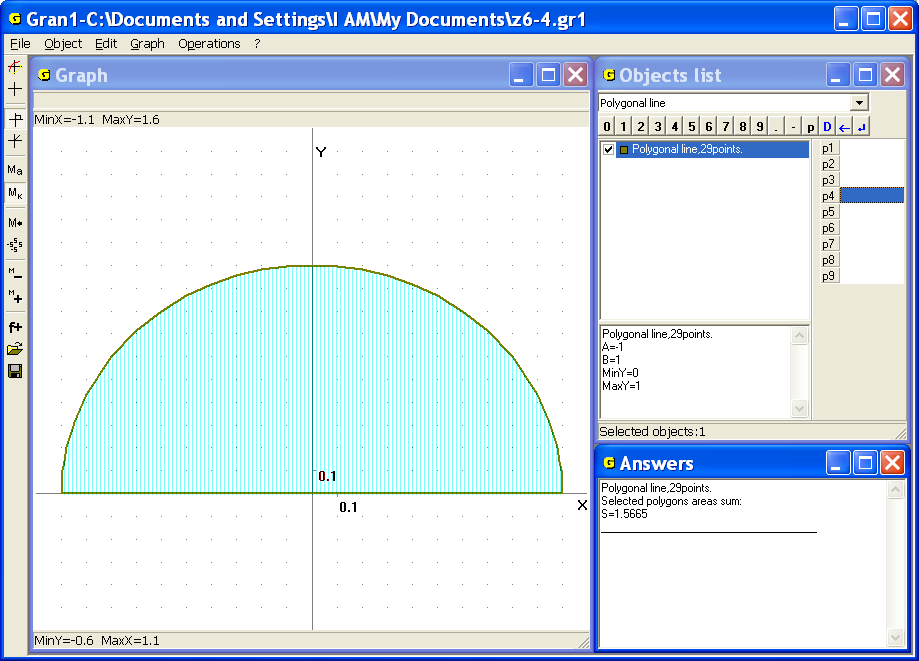 Gran1-C:\Documents and Settings\I AM\My Documents\z6-4.gr1
File Object Edit Graph Operations ?
Graph
MinX=-1.1 MaxY=1.6
Y
0.1
0.1
X
MinY=-0.6 MaxX=1.1
Ma
Mк
M
M
M
f+
Objects list
Polygonal line
0 1 2 3 4 5 6 7 8 9 . - p D
Polygonal line,29points.
p1
p2
p3
p4
p5
p6
p7
p8
p9
Polygonal line,29points.
A=-1
B=1
MinY=0
MaxY=1
Selected objects:1
Answers
Polygonal line,29points.
Selected polygons areas sum:
S=1.5665